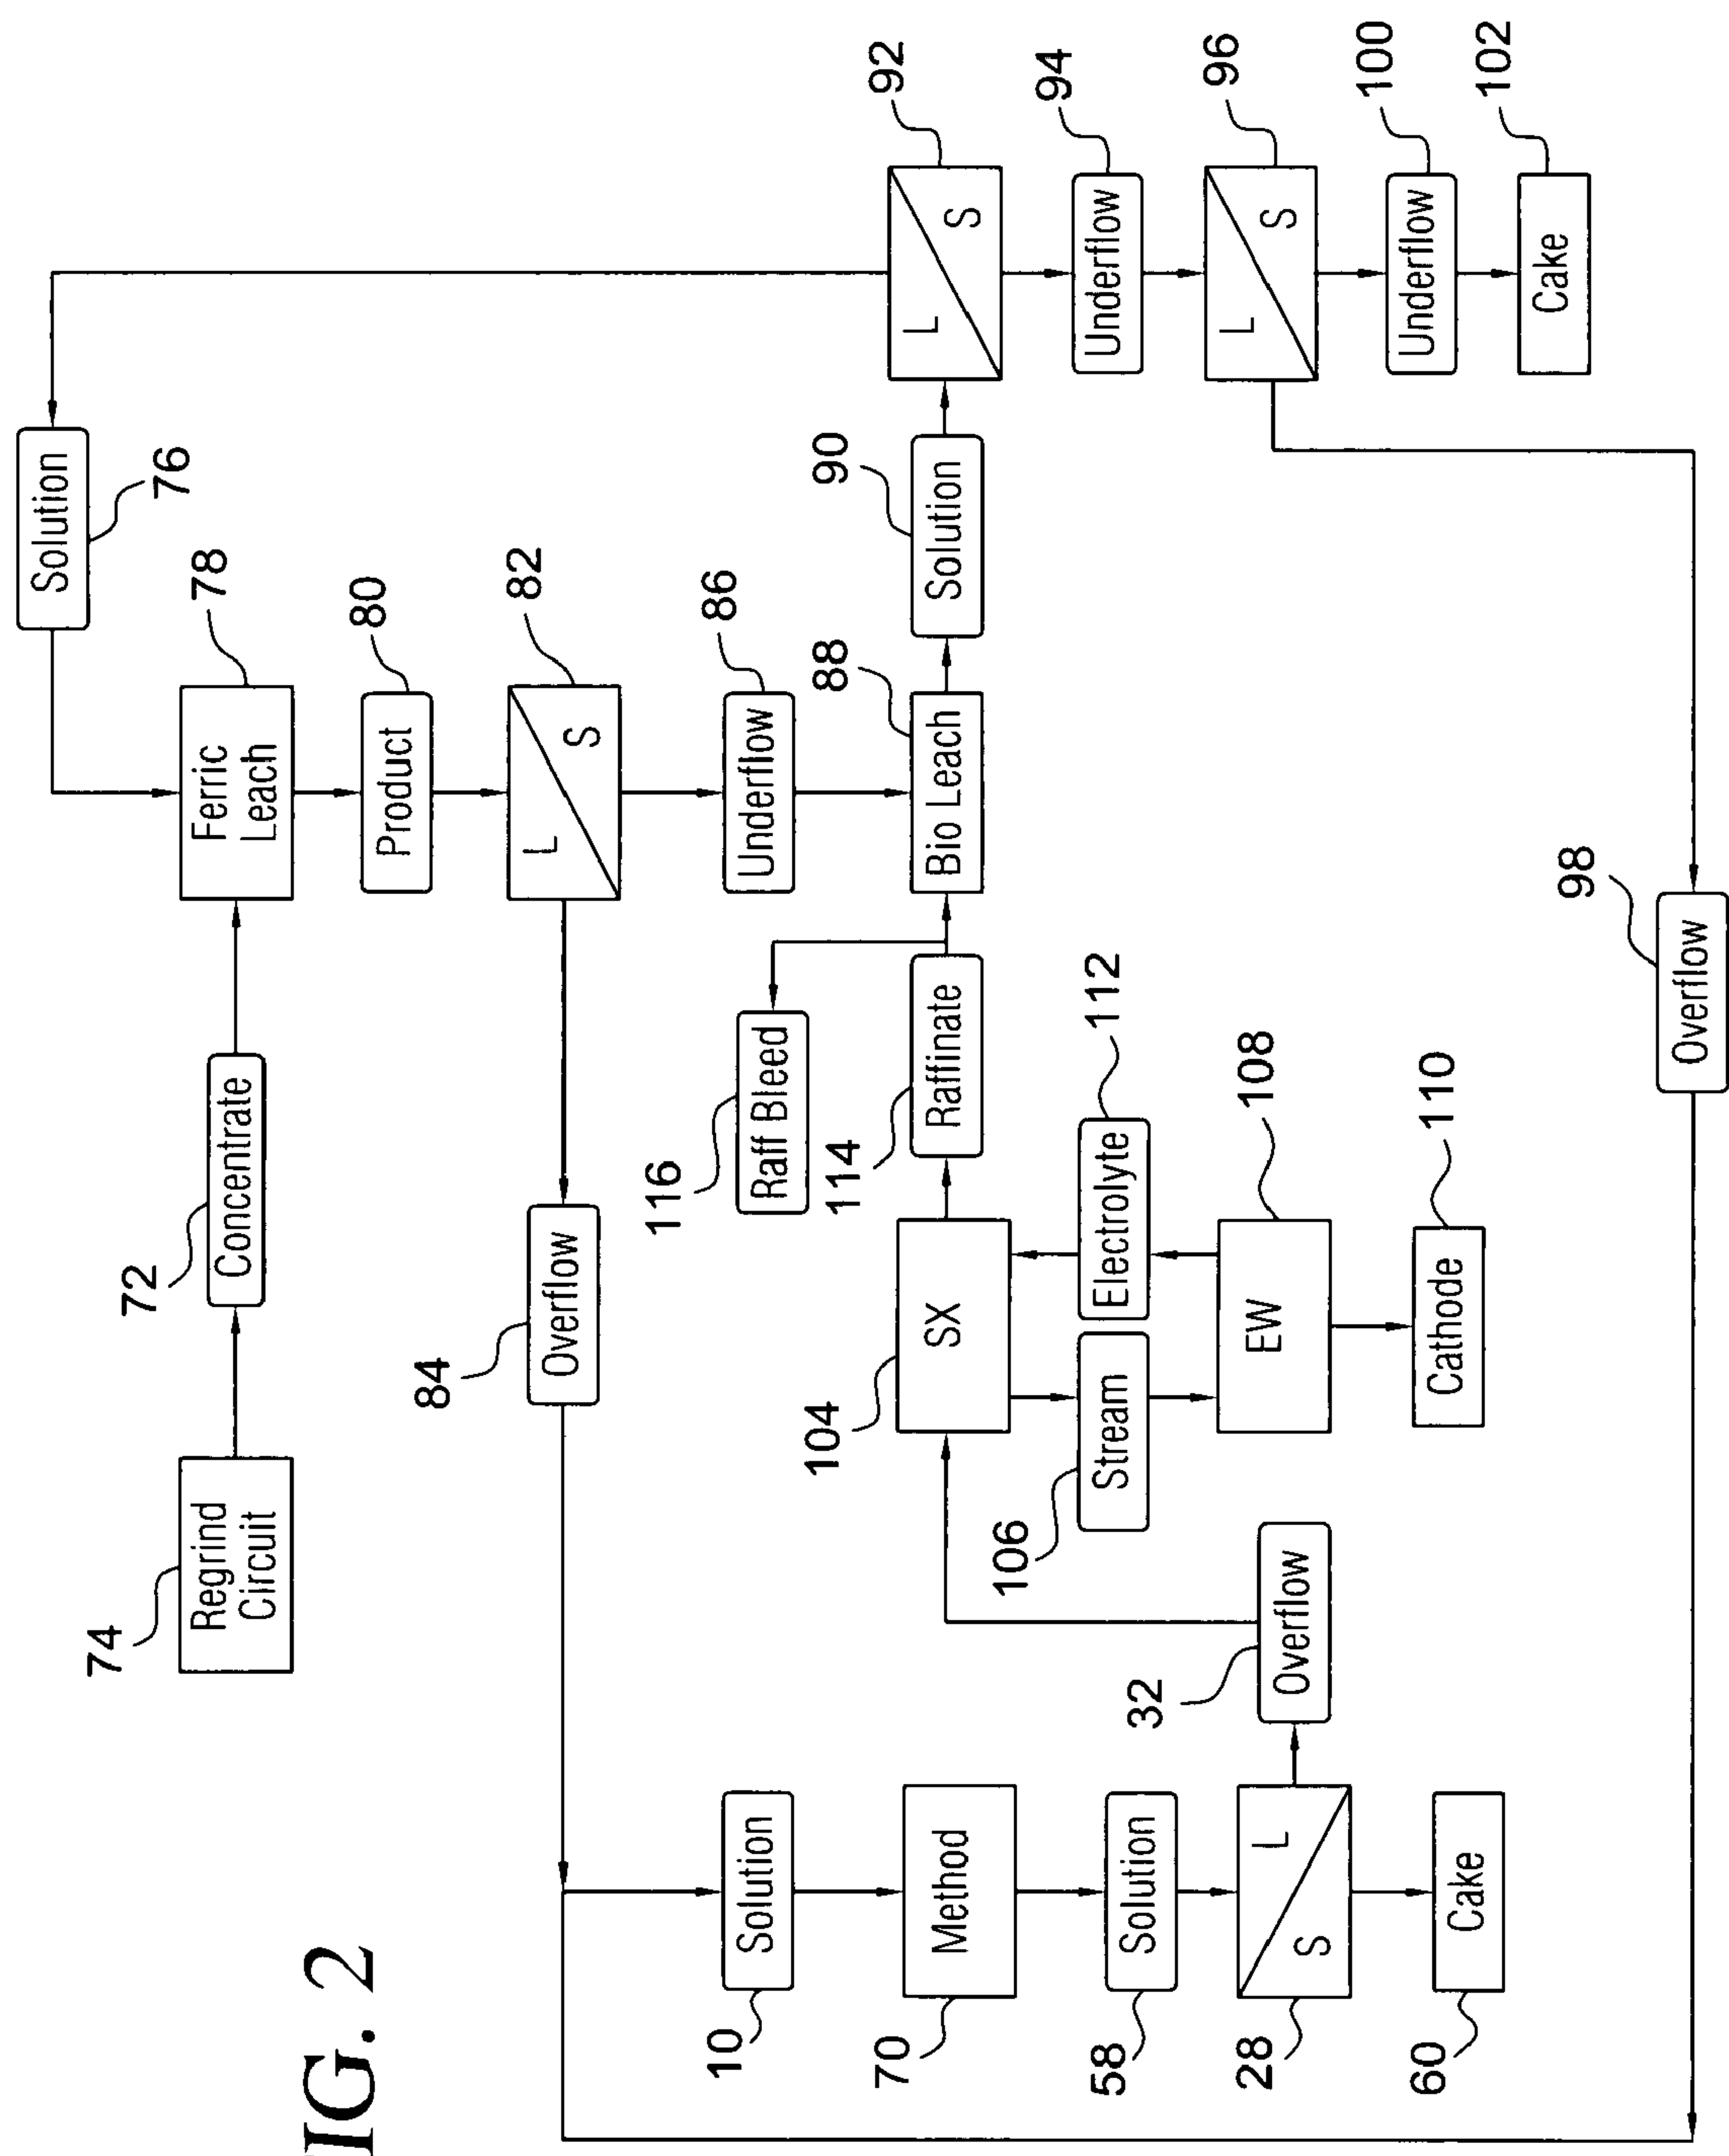 IG. 2
74
Regrind
Circuit
72
Concentrate
Ferric
Leach
78
Solution
76
Product
80
L
S
82
84
Overflow
Underflow
86
116
Raff Bleed
114
Raffinate
Bio Leach
88
Solution
90
L
S
92
Underflow
94
L
S
96
Underflow
100
Cake
102
104
SX
106
Stream
Electrolyte
112
EW
108
Cathode
110
10
Solution
70
Method
58
Solution
28
S
L
32
Overflow
60
Cake
Overflow
98